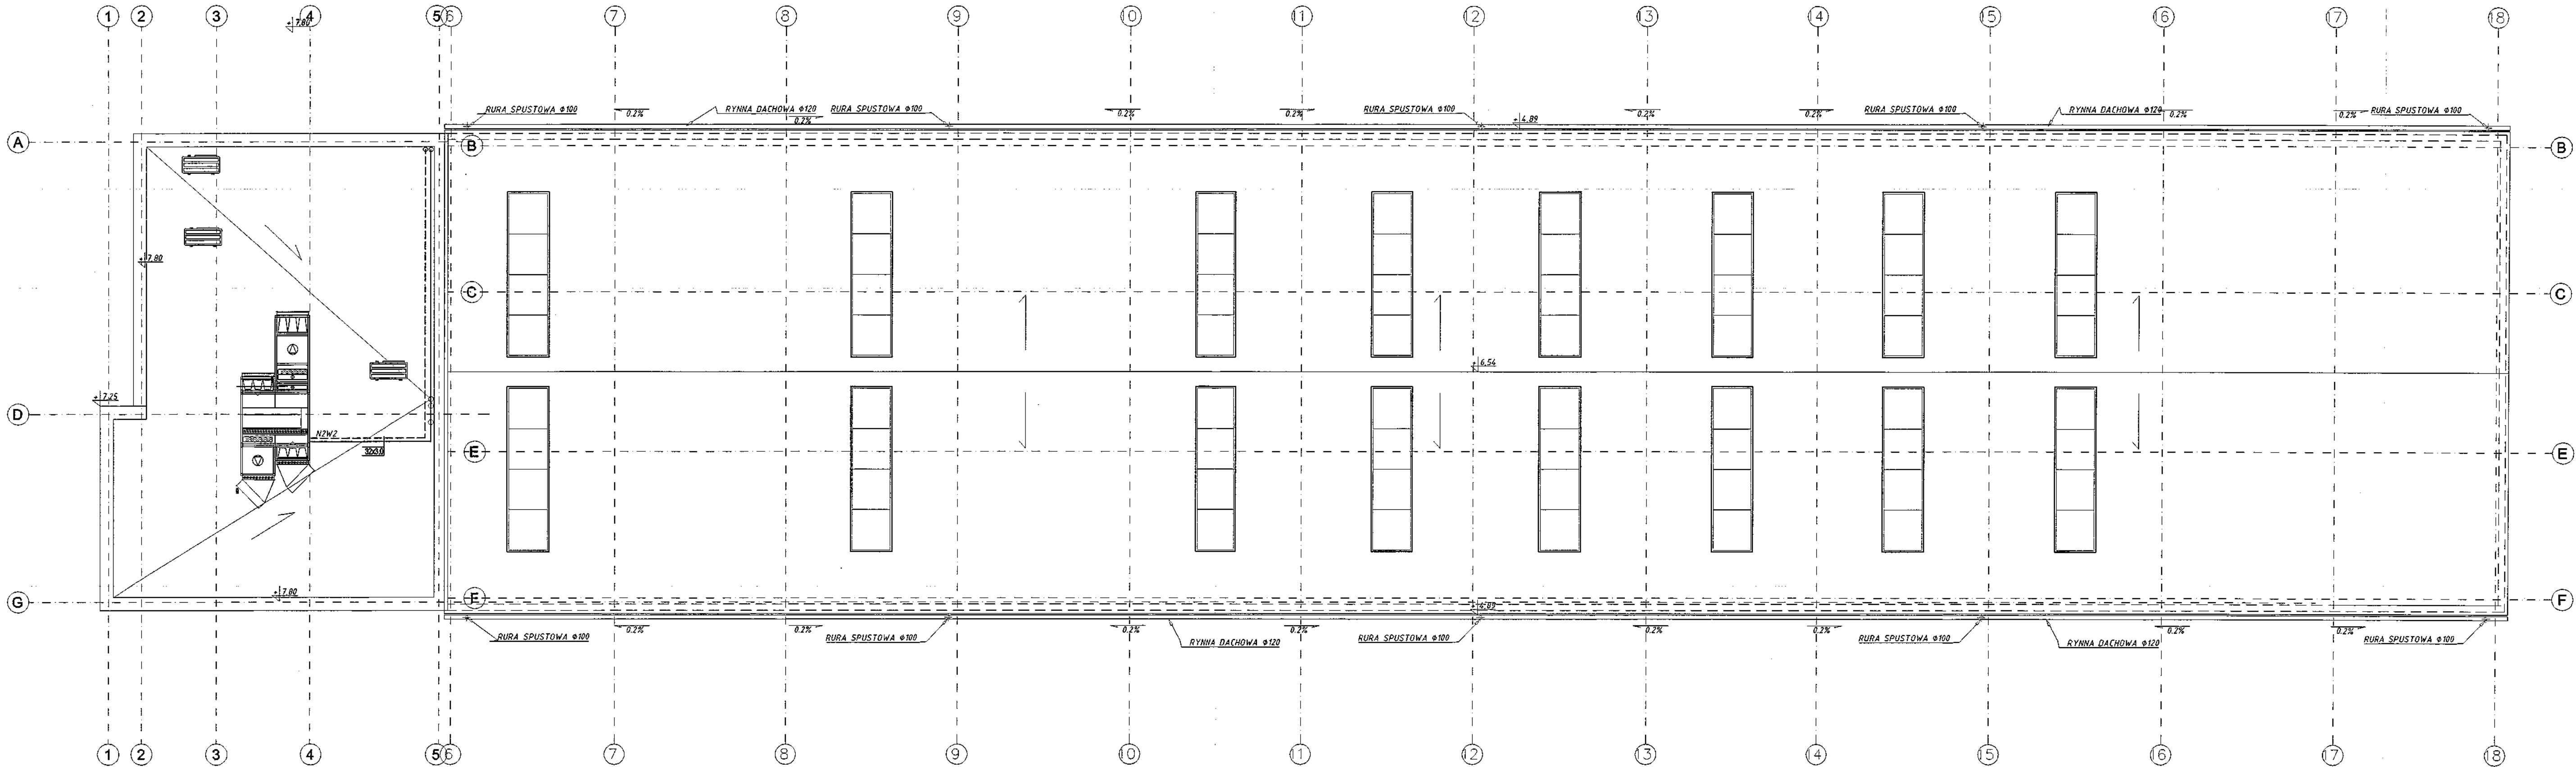 1 2 3 4 5 6 7 8 9 10 11 12 13 14 15 16 17 18
+7.80
RURA SPUSTOWA Φ100 0.2% RYNNA DACHOWA Φ120 0.2% RURA SPUSTOWA Φ100 0.2% 0.2% RURA SPUSTOWA Φ100 0.2% 0.2% RURA SPUSTOWA Φ100 RYNNA DACHOWA Φ120 0.2% 0.2% RURA SPUSTOWA Φ100
+4.89
A B B
+7.80
C C
+6.54
+7.25
D
N2W2
E E
+7.80
G F F
+4.89
RURA SPUSTOWA Φ100 0.2% 0.2% RURA SPUSTOWA Φ100 0.2% RYNNA DACHOWA Φ120 0.2% RURA SPUSTOWA Φ100 0.2% 0.2% RURA SPUSTOWA Φ100 RYNNA DACHOWA Φ120 0.2% 0.2% RURA SPUSTOWA Φ100
1 2 3 4 5 6 7 8 9 10 11 12 13 14 15 16 17 18